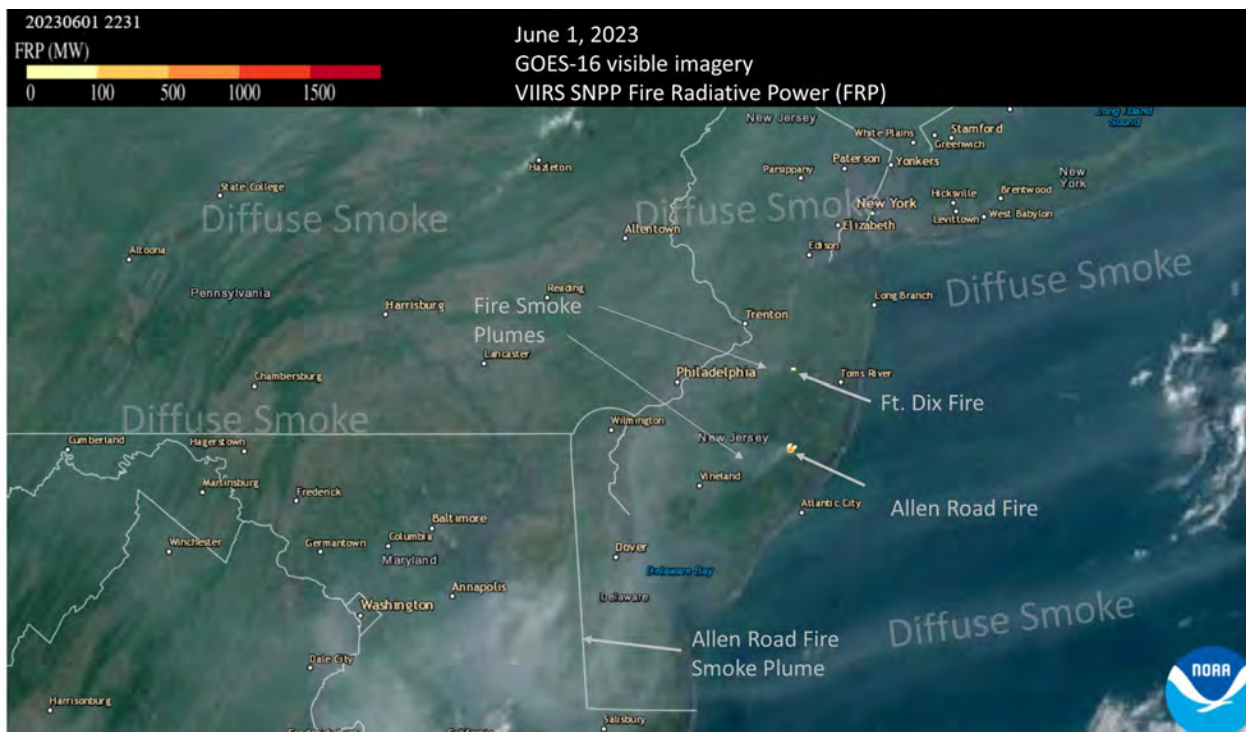 20230601 2231
FRP (MW)
0 100 500 1000 1500
June 1, 2023
GOES-16 visible imagery
VIIRS SNPP Fire Radiative Power (FRP)
New Jersey
Long Island
Sound
White Plains
Stamford
Greenwich
Hazleton
Parsippany
Paterson
Yonkers
New
York
State College
Hicksville
Brentwood
Diffuse Smoke
Diffuse Smoke
New York
Levittown
West Babylon
Allentown
Elizabeth
Altoona
Edison
Diffuse Smoke
Pennsylvania
Reading
Long Branch
Harrisburg
Fire Smoke
Plumes
Trenton
Lancaster
Chambersburg
Philadelphia
Toms River
Ft. Dix Fire
Diffuse Smoke
Wilmington
Cumberland
Hagerstown
New Jersey
Martinsburg
Vineland
Frederick
Atlantic City
Allen Road Fire
Baltimore
Winchester
Germantown
Columbia
Maryland
Dover
Delaware Bay
Annapolis
Delaware
Washington
Diffuse Smoke
Allen Road Fire
Smoke Plume
Dale City
NOAA
Harrisonburg
Salisbury
California